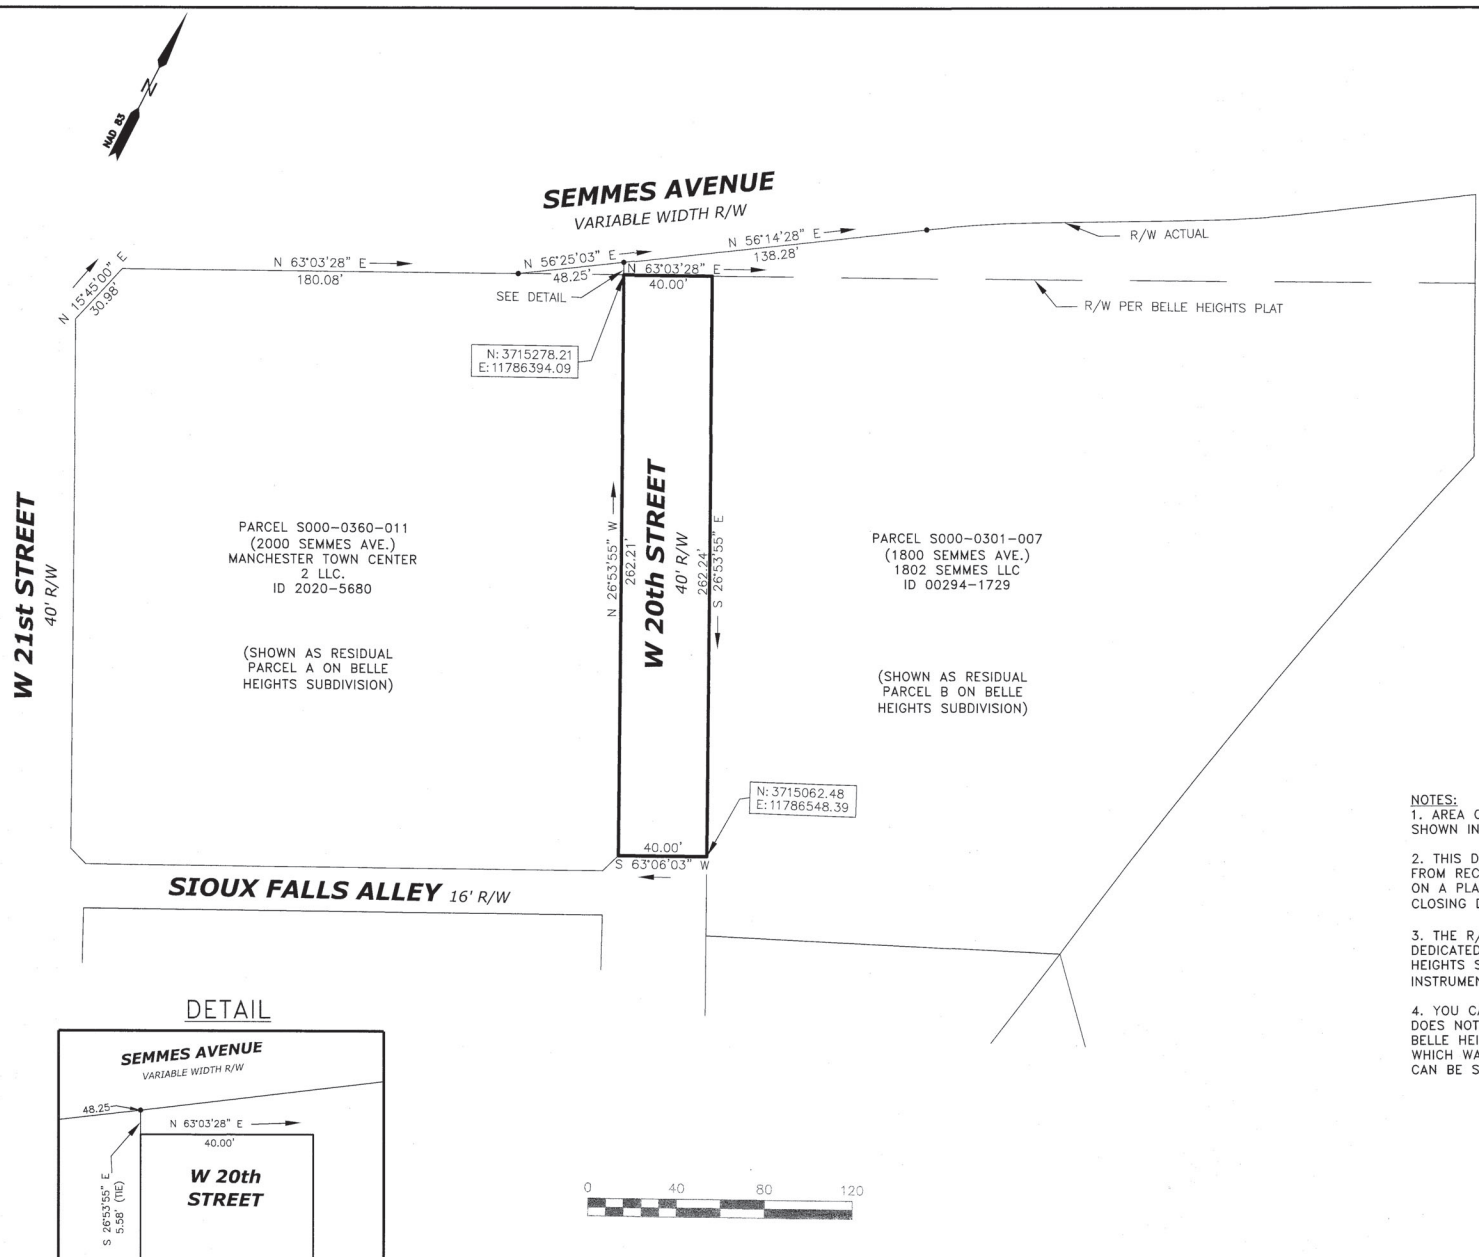 N
NAD 83
SEMMES AVENUE
VARIABLE WIDTH R/W
N 15°45'00" E
30.98'
N 63°03'28" E
180.08'
N 56°25'03" E
48.25'
N 56°14'28" E
138.28'
R/W ACTUAL
N 63°03'28" E
40.00'
SEE DETAIL
R/W PER BELLE HEIGHTS PLAT
N: 3715278.21
E: 11786394.09
W 21st STREET
40' R/W
PARCEL S000-0360-011
(2000 SEMMES AVE.)
MANCHESTER TOWN CENTER
2 LLC.
ID 2020-5680
(SHOWN AS RESIDUAL
PARCEL A ON BELLE
HEIGHTS SUBDIVISION)
N 26°53'55" W
262.21'
W 20th STREET
40' R/W
262.24'
S 26°53'55" E
PARCEL S000-0301-007
(1800 SEMMES AVE.)
1802 SEMMES LLC
ID 00294-1729
(SHOWN AS RESIDUAL
PARCEL B ON BELLE
HEIGHTS SUBDIVISION)
N: 3715062.48
E: 11786548.39
40.00'
S 63°06'03" W
SIOUX FALLS ALLEY 16' R/W
NOTES:
1. AREA
SHOWN IN
2. THIS D
FROM REC
ON A PLA
CLOSING D
3. THE R/
DEDICATED
HEIGHTS S
INSTRUMEN
4. YOU CA
DOES NOT
BELLE HEI
WHICH WA
CAN BE S
DETAIL
SEMMES AVENUE
VARIABLE WIDTH R/W
48.25
N 63°03'28" E
40.00'
S 26°53'55" E
5.58' (TIE)
W 20th
STREET
0 40 80 120